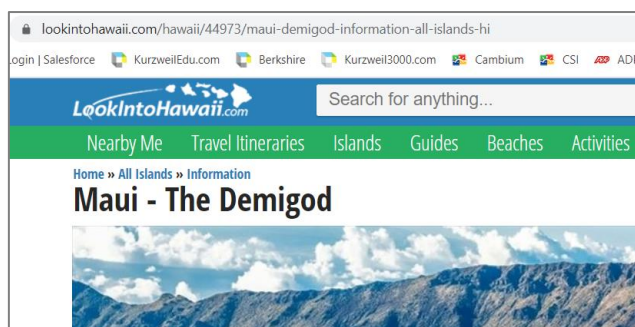 lookintohawaii.com/hawaii/44973/maui-demigod-information-all-islands-hi
Login | Salesforce KurzweilEdu.com Berkshire Kurzweil3000.com Cambium CSI ADP
LookIntoHawaii.com Search for anything...
Nearby Me Travel Itineraries Islands Guides Beaches Activities
Home » All Islands » Information
Maui - The Demigod